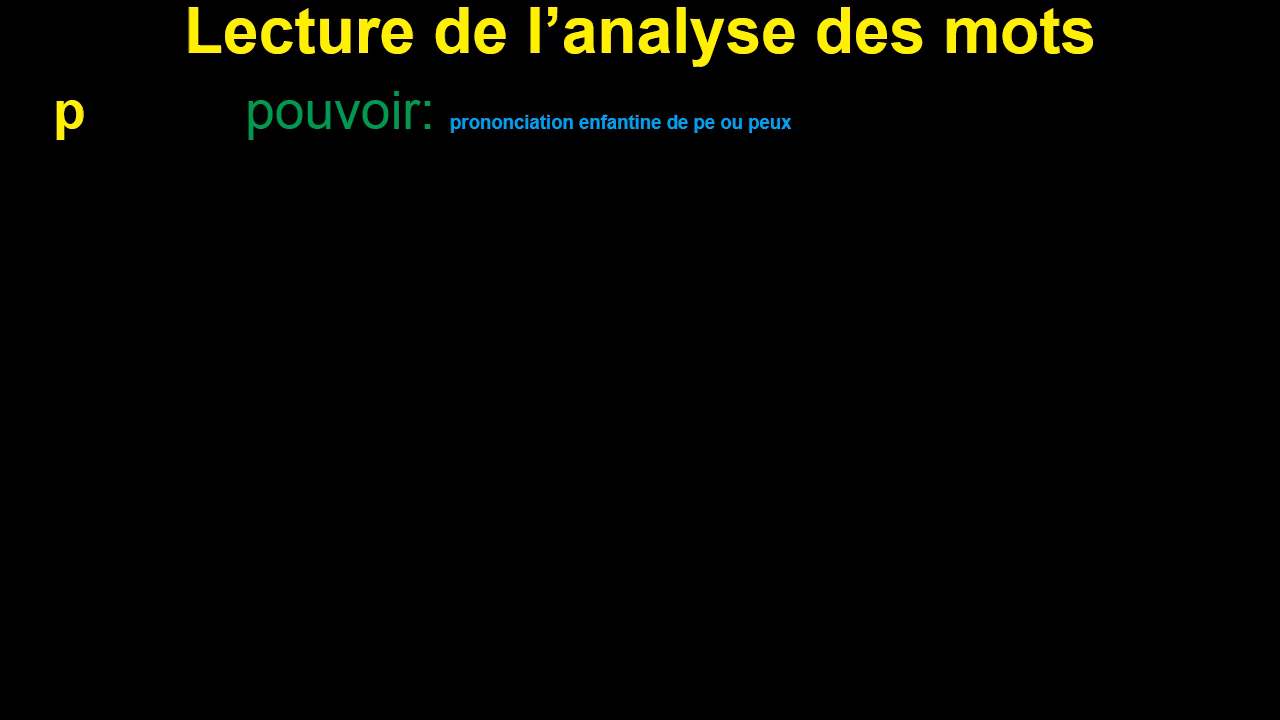 Lecture de l’analyse des mots
p pouvoir: prononciation enfantine de pe ou peux